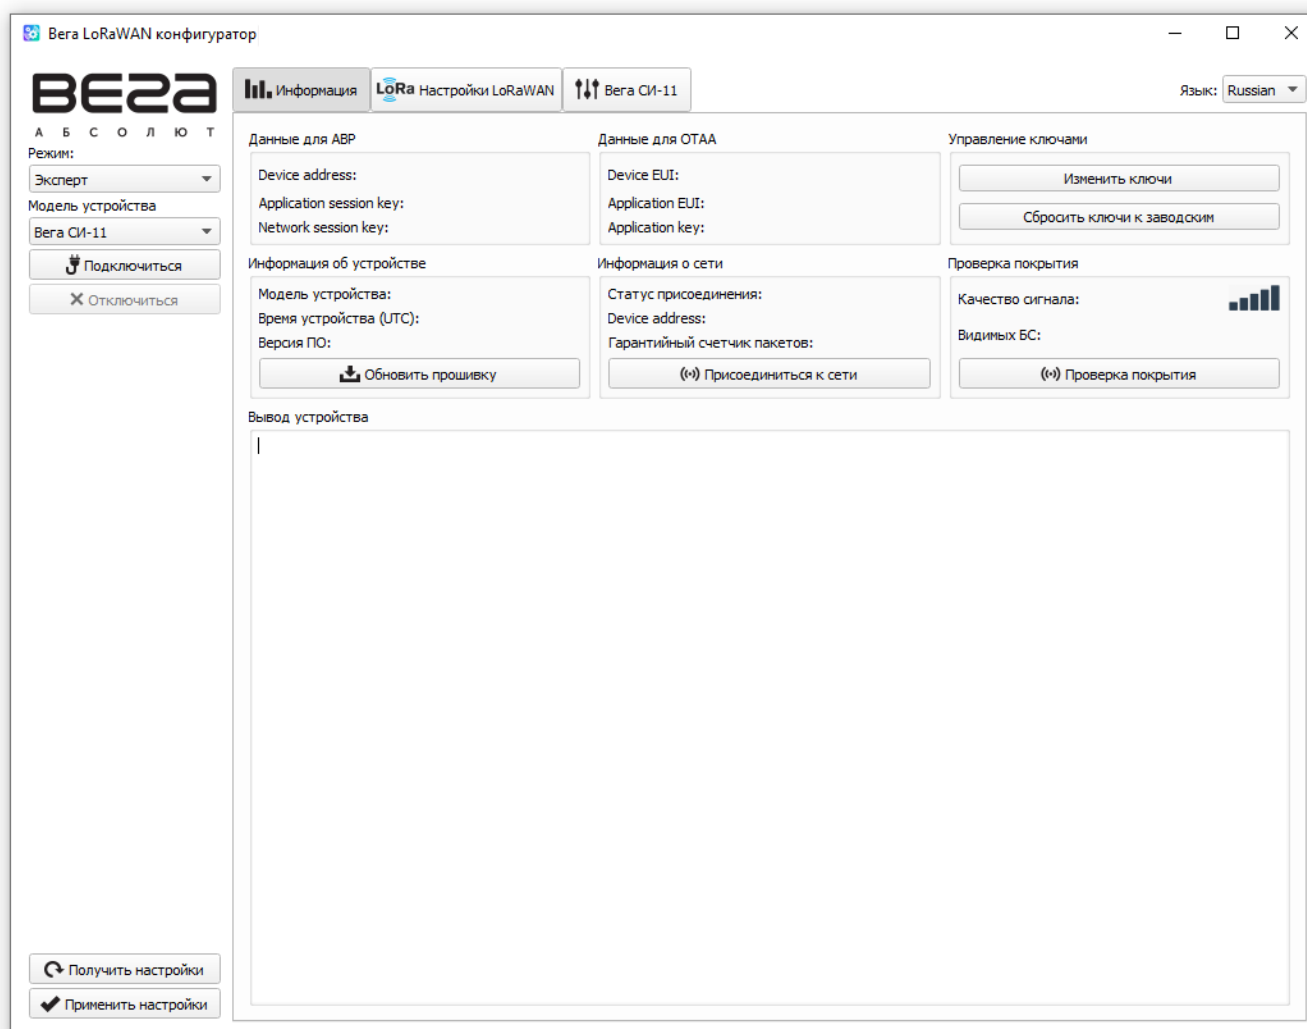 Вега LoRaWAN конфигуратор
ВЕГА
АБСОЛЮТ
Режим:
Эксперт
Модель устройства
Вега СИ-11
Подключиться
Отключиться
Получить настройки
Применить настройки
Информация
LoRa Настройки LoRaWAN
Вега СИ-11
Язык: Russian
Данные для ABP
Device address:
Application session key:
Network session key:
Данные для OTAA
Device EUI:
Application EUI:
Application key:
Управление ключами
Изменить ключи
Сбросить ключи к заводским
Информация об устройстве
Модель устройства:
Время устройства (UTC):
Версия ПО:
Обновить прошивку
Информация о сети
Статус присоединения:
Device address:
Гарантийный счетчик пакетов:
Присоединиться к сети
Проверка покрытия
Качество сигнала:
Видимых БС:
Проверка покрытия
Вывод устройства